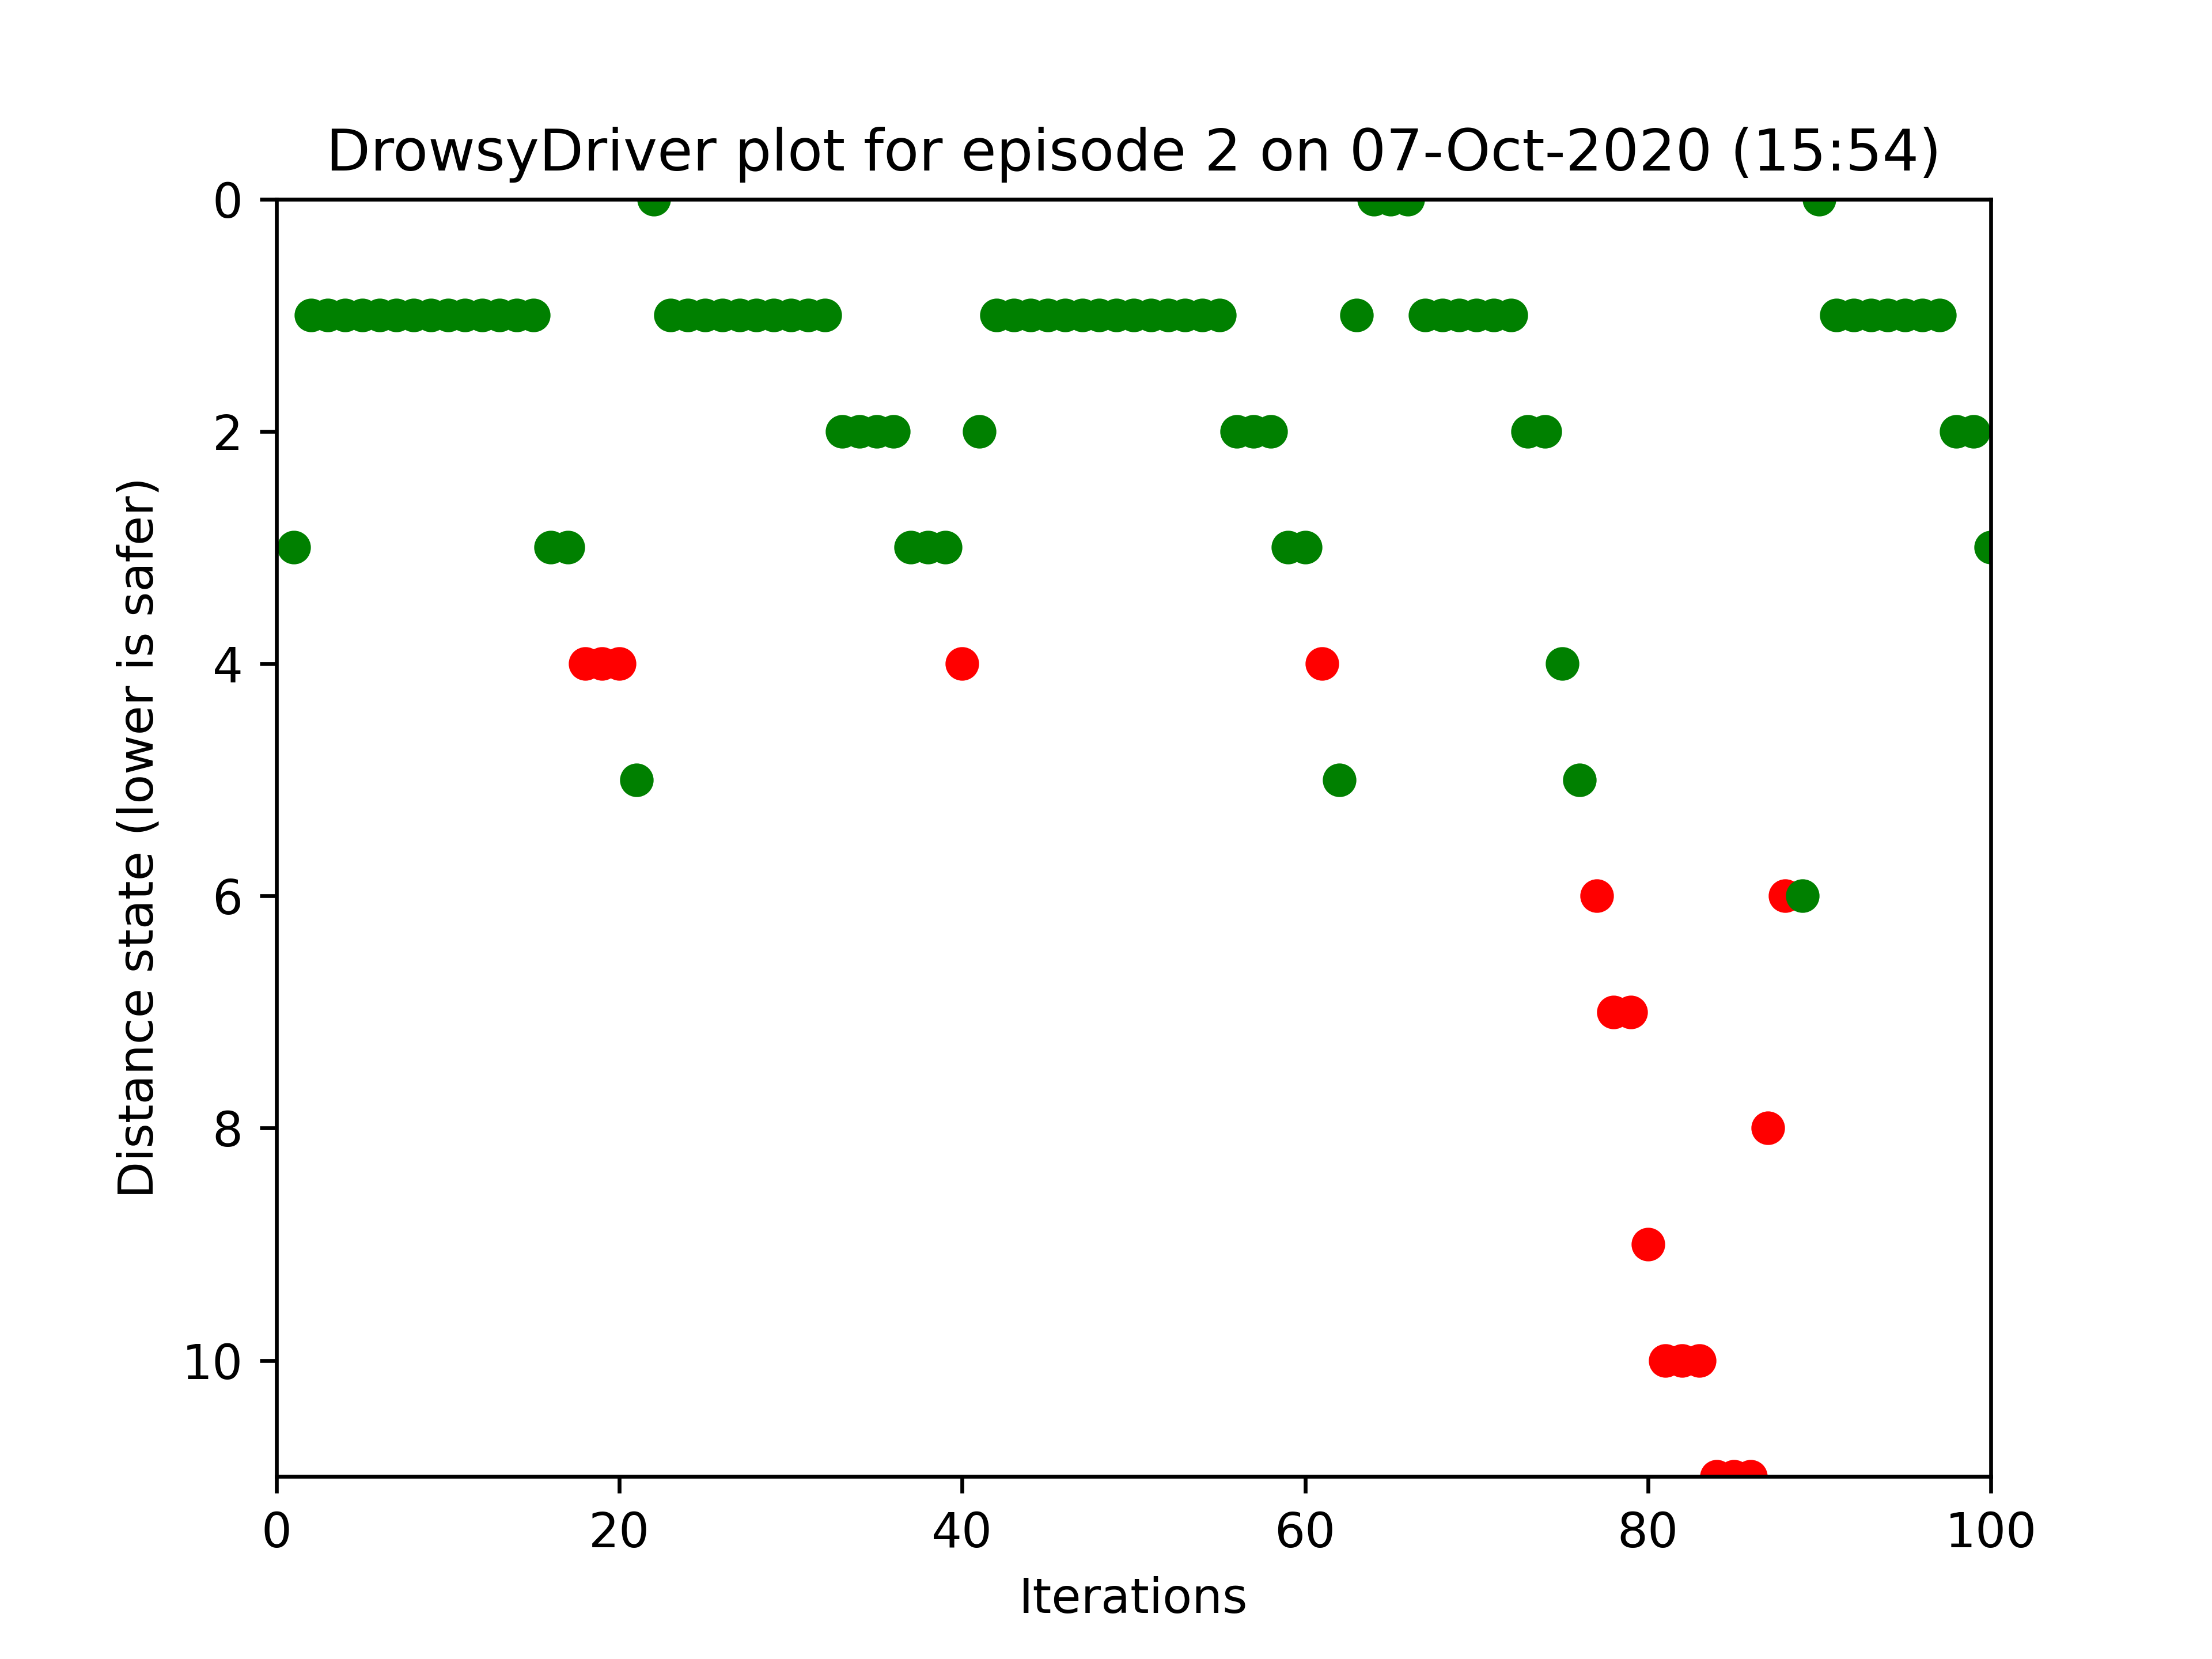 DrowsyDriver plot for episode 2 on 07-Oct-2020 (15:54)
0
2
4
6
8
10
Distance state (lower is safer)
0 20 40 60 80 100
Iterations